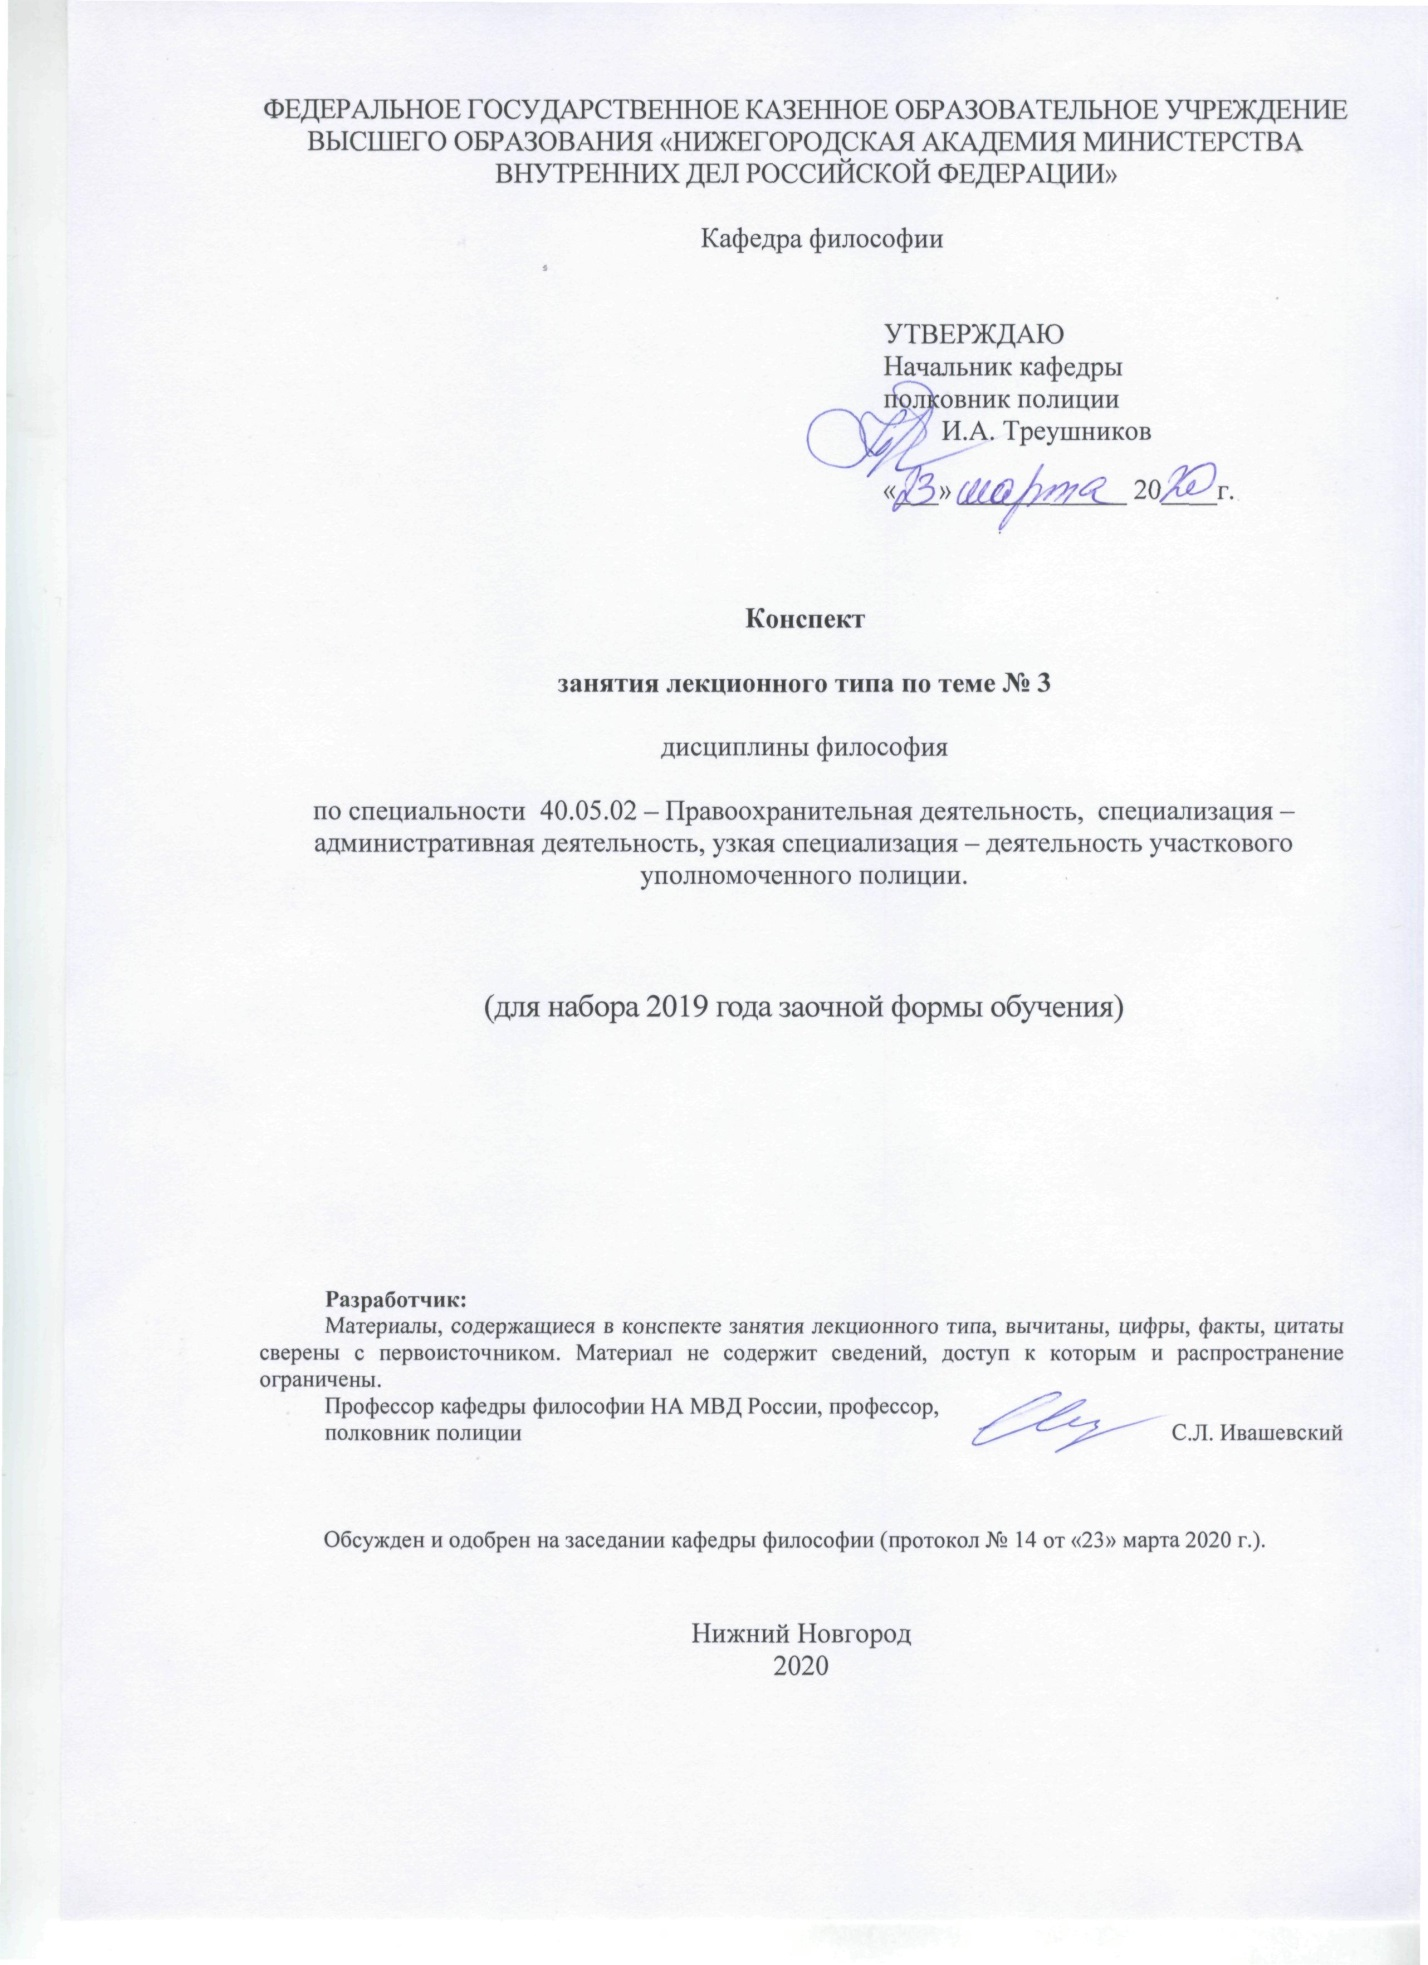 ФЕДЕРАЛЬНОЕ ГОСУДАРСТВЕННОЕ КАЗЕННОЕ ОБРАЗОВАТЕЛЬНОЕ УЧРЕЖДЕНИЕ
ВЫСШЕГО ОБРАЗОВАНИЯ «НИЖЕГОРОДСКАЯ АКАДЕМИЯ МИНИСТЕРСТВА
ВНУТРЕННИХ ДЕЛ РОССИЙСКОЙ ФЕДЕРАЦИИ»
Кафедра философии
УТВЕРЖДАЮ
Начальник кафедры
полковник полиции
И.А. Треушников
«23» марта 2020 г.
Конспект
занятия лекционного типа по теме № 3
дисциплины философия
по специальности 40.05.02 – Правоохранительная деятельность, специализация –
административная деятельность, узкая специализация – деятельность участкового
уполномоченного полиции.
(для набора 2019 года заочной формы обучения)
Разработчик:
Материалы, содержащиеся в конспекте занятия лекционного типа, вычитаны, цифры, факты, цитаты
сверены с первоисточником. Материал не содержит сведений, доступ к которым и распространение
ограничены.
Профессор кафедры философии НА МВД России, профессор,
полковник полиции С.Л. Ивашевский
Обсужден и одобрен на заседании кафедры философии (протокол № 14 от «23» марта 2020 г.).
Нижний Новгород
2020